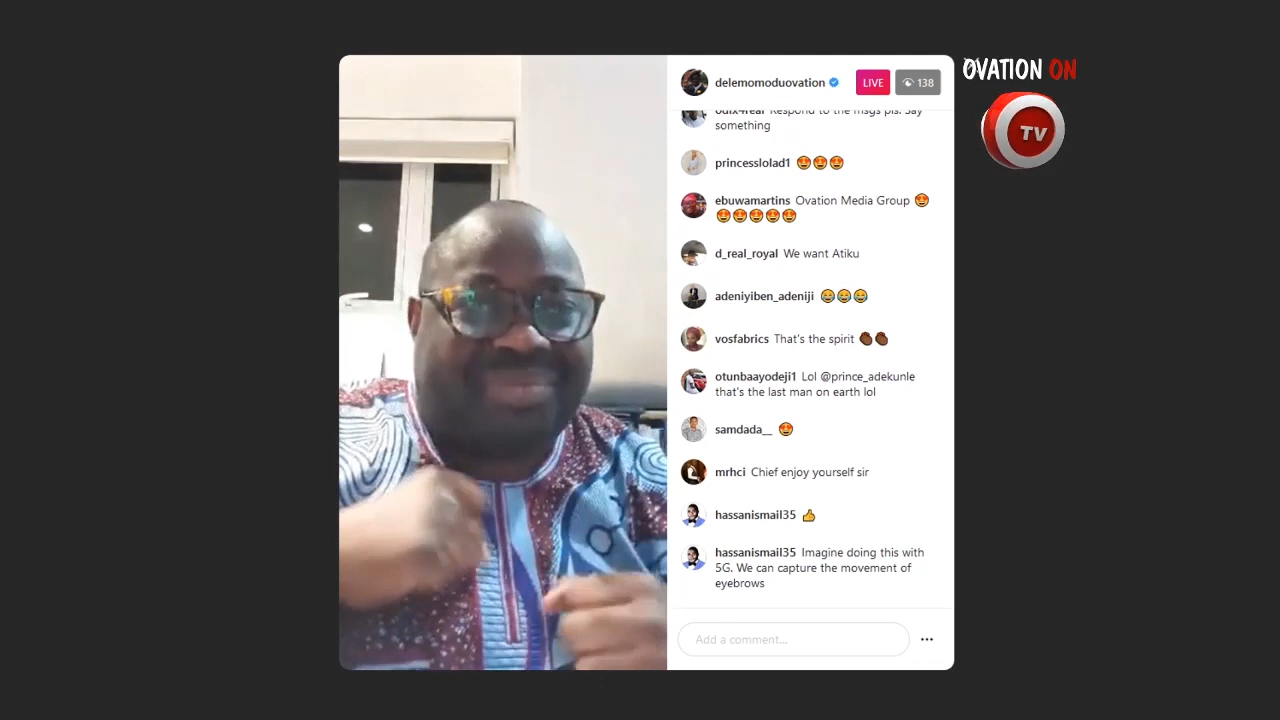 OVATION ON
TV
delemomoduovation
LIVE
138
odix4real Respond to the msgs pls. Say
something
princesslolad1
ebuwamartins Ovation Media Group
d_real_royal We want Atiku
adeniyiben_adeniji
vosfabrics That's the spirit
otunbaayodeji1 Lol @prince_adekunle
that's the last man on earth lol
samdada__
mrhci Chief enjoy yourself sir
hassanismail35
hassanismail35 Imagine doing this with
5G. We can capture the movement of
eyebrows
Add a comment...